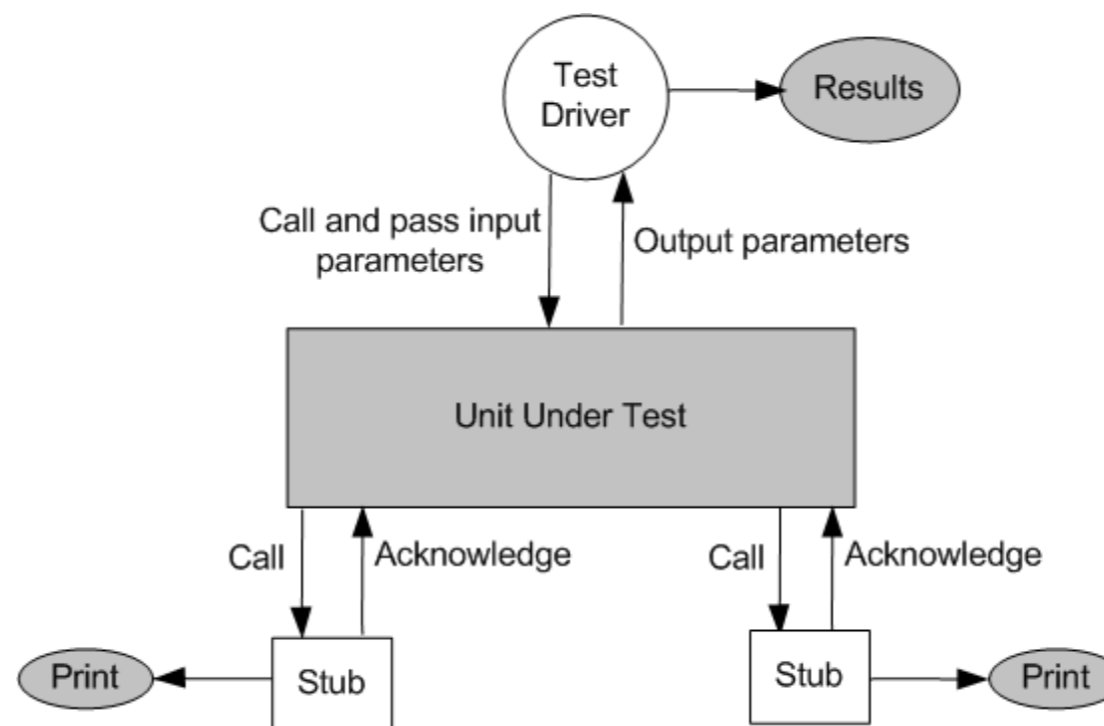 Test
Driver
Results
Call and pass input
parameters
Output parameters
Unit Under Test
Call
Acknowledge
Call
Acknowledge
Print
Stub
Stub
Print